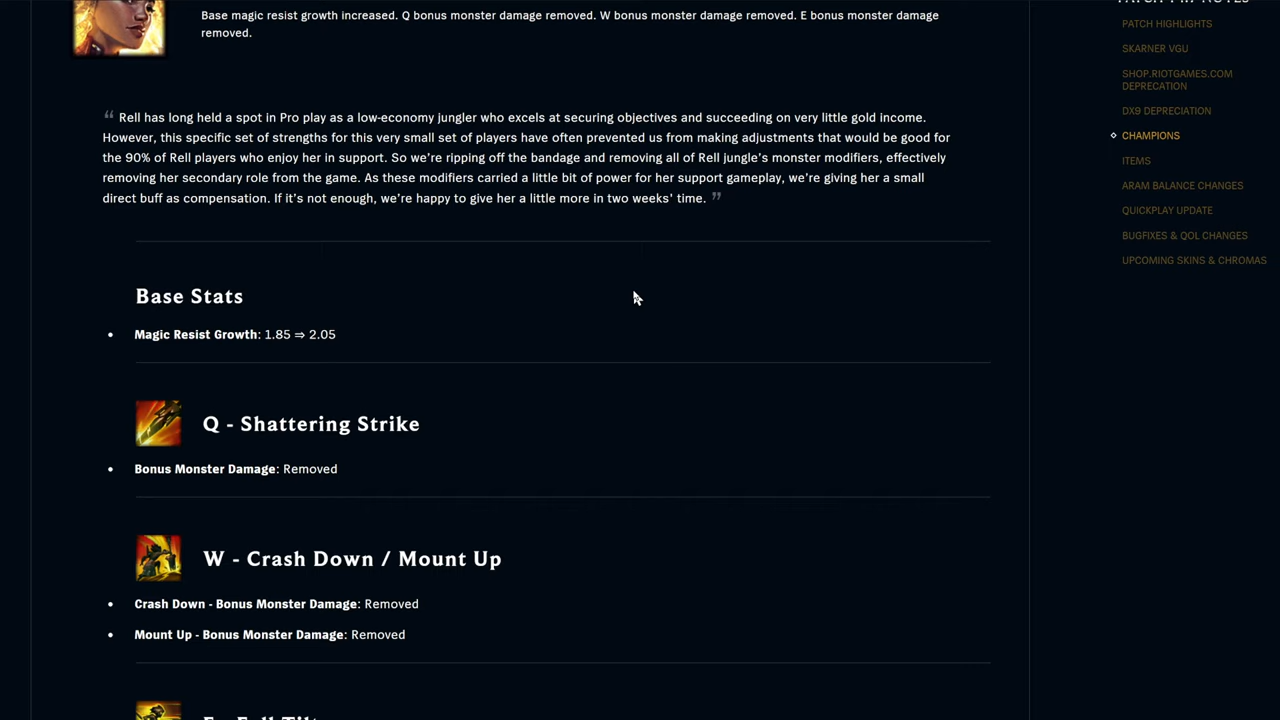 Base magic resist growth increased. Q bonus monster damage removed. W bonus monster damage removed. E bonus monster damage
removed.
“ Rell has long held a spot in Pro play as a low-economy jungler who excels at securing objectives and succeeding on very little gold income.
However, this specific set of strengths for this very small set of players have often prevented us from making adjustments that would be good for
the 90% of Rell players who enjoy her in support. So we’re ripping off the bandage and removing all of Rell jungle’s monster modifiers, effectively
removing her secondary role from the game. As these modifiers carried a little bit of power for her support gameplay, we’re giving her a small
direct buff as compensation. If it’s not enough, we’re happy to give her a little more in two weeks’ time. ”
Base Stats
• Magic Resist Growth: 1.85 ⇒ 2.05
Q - Shattering Strike
• Bonus Monster Damage: Removed
W - Crash Down / Mount Up
• Crash Down - Bonus Monster Damage: Removed
• Mount Up - Bonus Monster Damage: Removed
PATCH HIGHLIGHTS
SKARNER VGU
SHOP.RIOTGAMES.COM
DEPRECATION
DX9 DEPRECIATION
CHAMPIONS
ITEMS
ARAM BALANCE CHANGES
QUICKPLAY UPDATE
BUGFIXES & QOL CHANGES
UPCOMING SKINS & CHROMAS